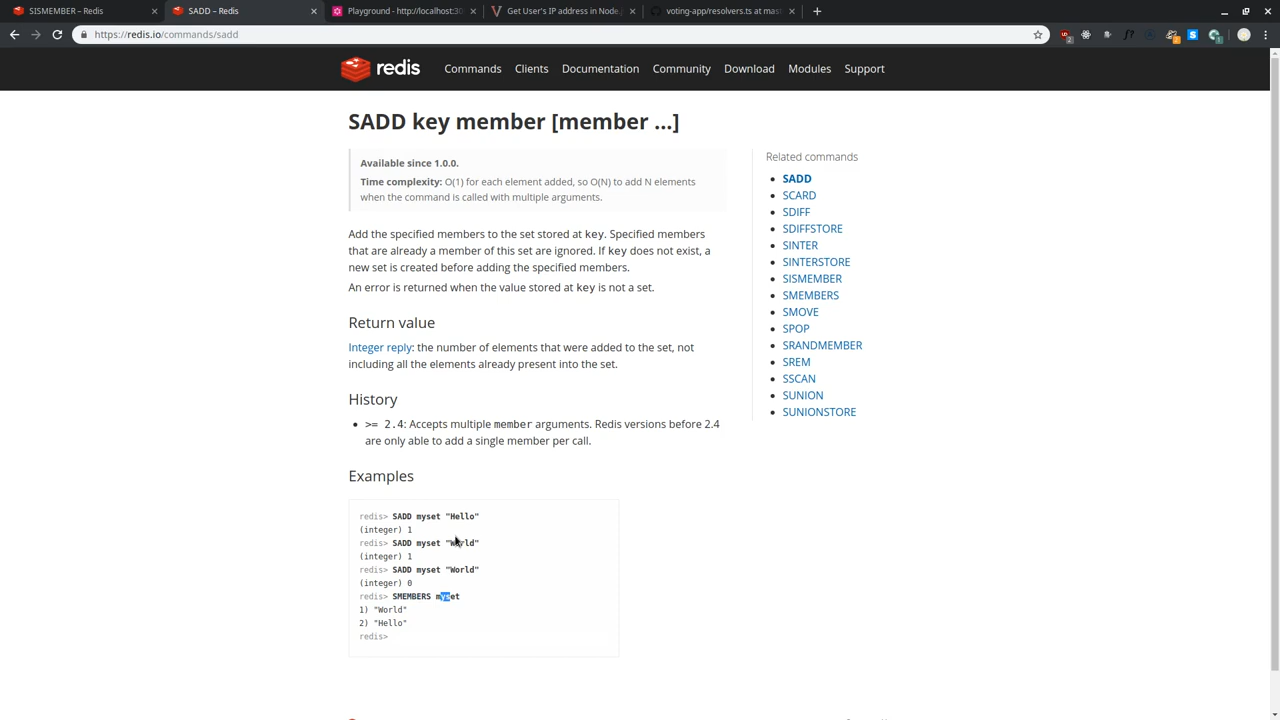 SISMEMBER – Redis
SADD – Redis
Playground - http://localhost:30
Get User's IP address in Node.j
voting-app/resolvers.ts at mast
https://redis.io/commands/sadd
redis
Commands Clients Documentation Community Download Modules Support
SADD key member [member ...]
Available since 1.0.0.
Time complexity: O(1) for each element added, so O(N) to add N elements
when the command is called with multiple arguments.
Add the specified members to the set stored at key. Specified members
that are already a member of this set are ignored. If key does not exist, a
new set is created before adding the specified members.
An error is returned when the value stored at key is not a set.
Return value
Integer reply: the number of elements that were added to the set, not
including all the elements already present into the set.
History
>= 2.4: Accepts multiple member arguments. Redis versions before 2.4
are only able to add a single member per call.
Examples
redis> SADD myset "Hello"
(integer) 1
redis> SADD myset "World"
(integer) 1
redis> SADD myset "World"
(integer) 0
redis> SMEMBERS myset
1) "World"
2) "Hello"
redis>
Related commands
SADD
SCARD
SDIFF
SDIFFSTORE
SINTER
SINTERSTORE
SISMEMBER
SMEMBERS
SMOVE
SPOP
SRANDMEMBER
SREM
SSCAN
SUNION
SUNIONSTORE